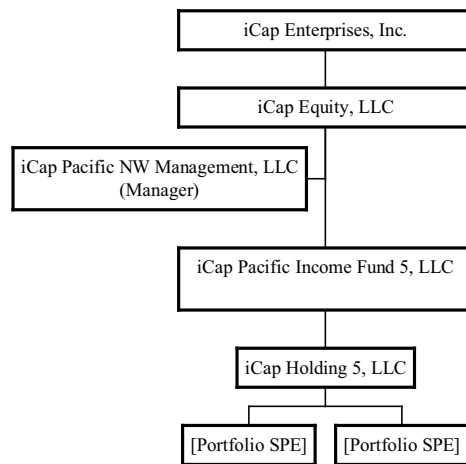 iCap Enterprises, Inc.
iCap Equity, LLC
iCap Pacific NW Management, LLC
(Manager)
iCap Pacific Income Fund 5, LLC
iCap Holding 5, LLC
[Portfolio SPE]
[Portfolio SPE]